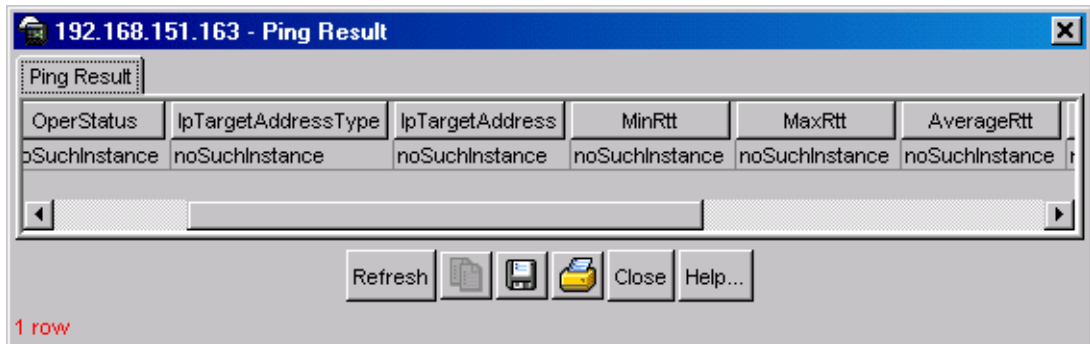 192.168.151.163 - Ping Result
Ping Result
OperStatus IpTargetAddressType IpTargetAddress MinRtt MaxRtt AverageRtt
oSuchInstance noSuchInstance noSuchInstance noSuchInstance noSuchInstance noSuchInstance
Refresh Close Help...
1 row